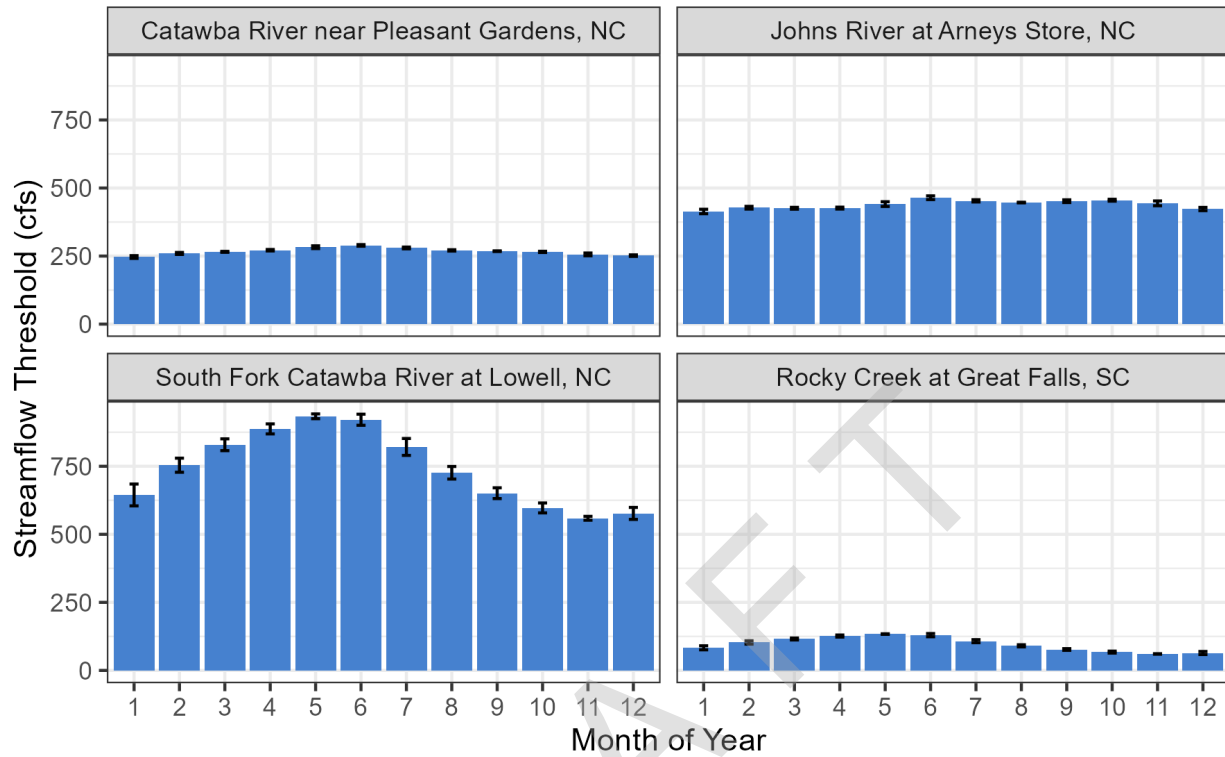 Catawba River near Pleasant Gardens, NC
Johns River at Arneys Store, NC
750
500
250
0
South Fork Catawba River at Lowell, NC
Rocky Creek at Great Falls, SC
750
500
250
0
Streamflow Threshold (cfs)
1 2 3 4 5 6 7 8 9 10 11 12
1 2 3 4 5 6 7 8 9 10 11 12
Month of Year
AFT